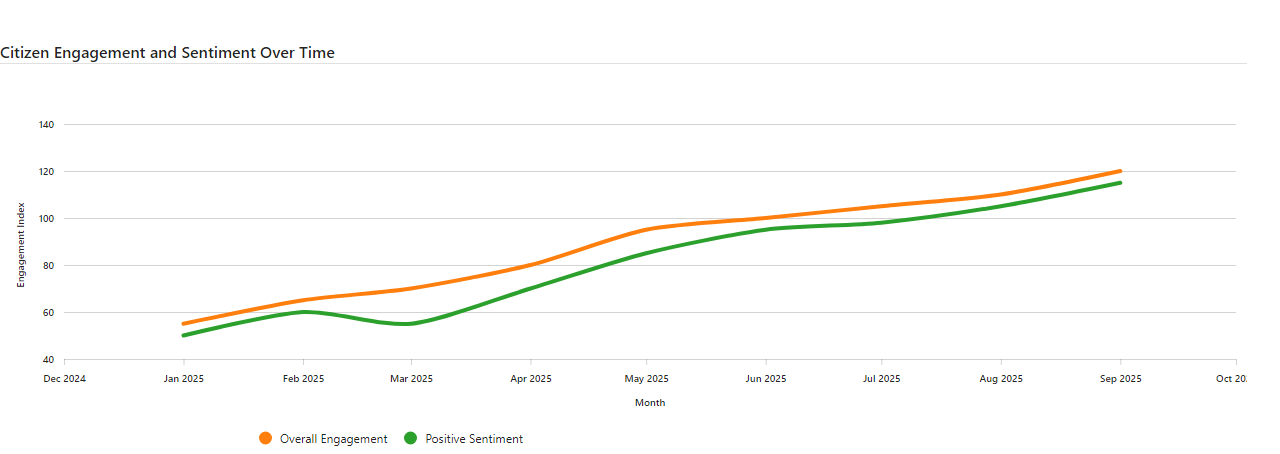 Citizen Engagement and Sentiment Over Time
140
120
100
80
60
40
Engagement Index
Dec 2024 Jan 2025 Feb 2025 Mar 2025 Apr 2025 May 2025 Jun 2025 Jul 2025 Aug 2025 Sep 2025 Oct 20
Month
Overall Engagement Positive Sentiment